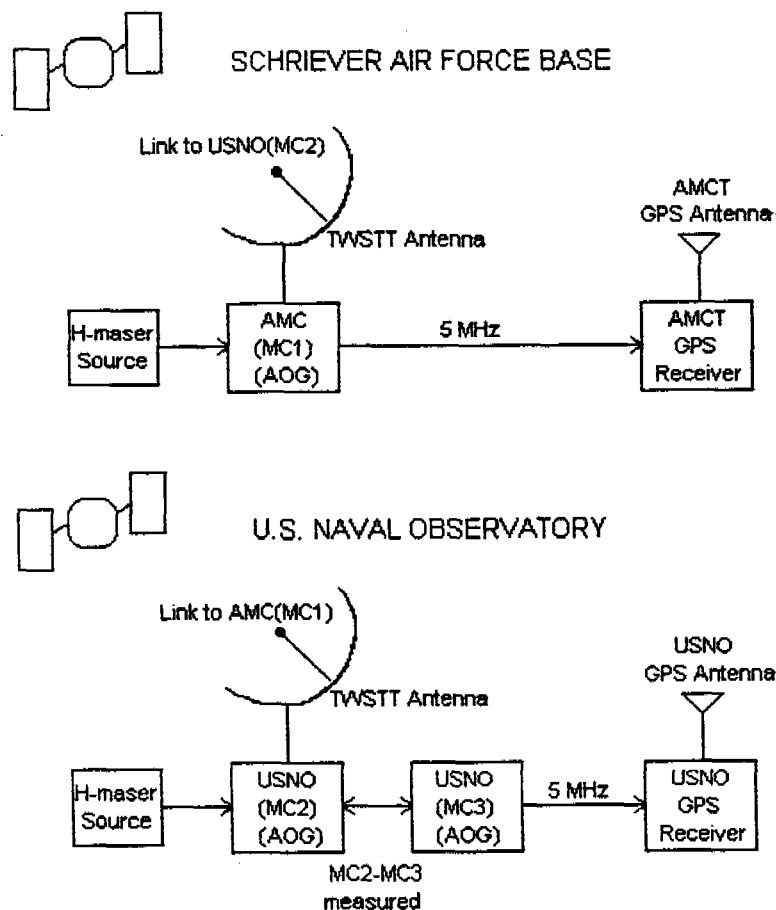 SCHRIEVER AIR FORCE BASE
Link to USNO(MC2)
TWSTT Antenna
AMCT
GPS Antenna
H-maser
Source
AMC
(MC1)
(AOG)
5 MHz
AMCT
GPS
Receiver
U.S. NAVAL OBSERVATORY
Link to AMC(MC1)
TWSTT Antenna
USNO
GPS Antenna
H-maser
Source
USNO
(MC2)
(AOG)
USNO
(MC3)
(AOG)
5 MHz
USNO
GPS
Receiver
MC2-MC3
measured